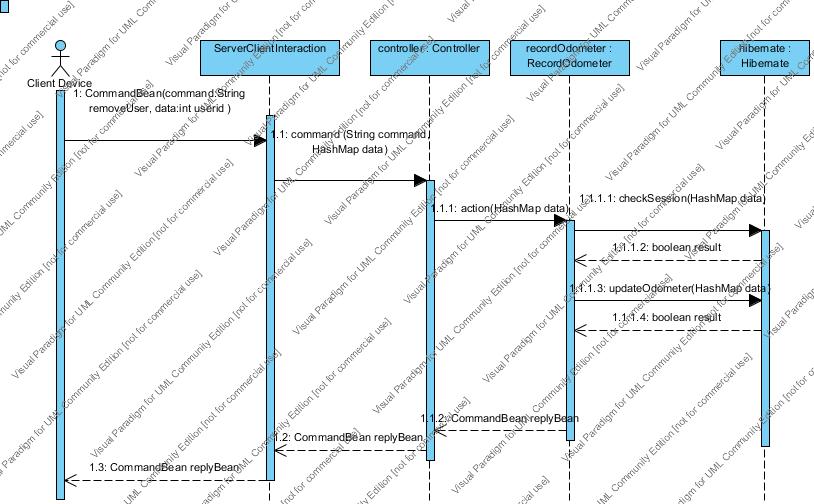 ServerClientInteraction
controller : Controller
recordOdometer :
RecordOdometer
hibernate :
Hibernate
Client Device
1: CommandBean(command:String
removeUser, data:int userid )
1.1: command (String command,
HashMap data)
1.1.1: action(HashMap data)
1.1.1.1: checkSession(HashMap data)
1.1.1.2: boolean result
1.1.1.3: updateOdometer(HashMap data)
1.1.1.4: boolean result
1.1.2: CommandBean replyBean
1.2: CommandBean replyBean
1.3: CommandBean replyBean
Visual Paradigm for UML Community Edition [not for commercial use]